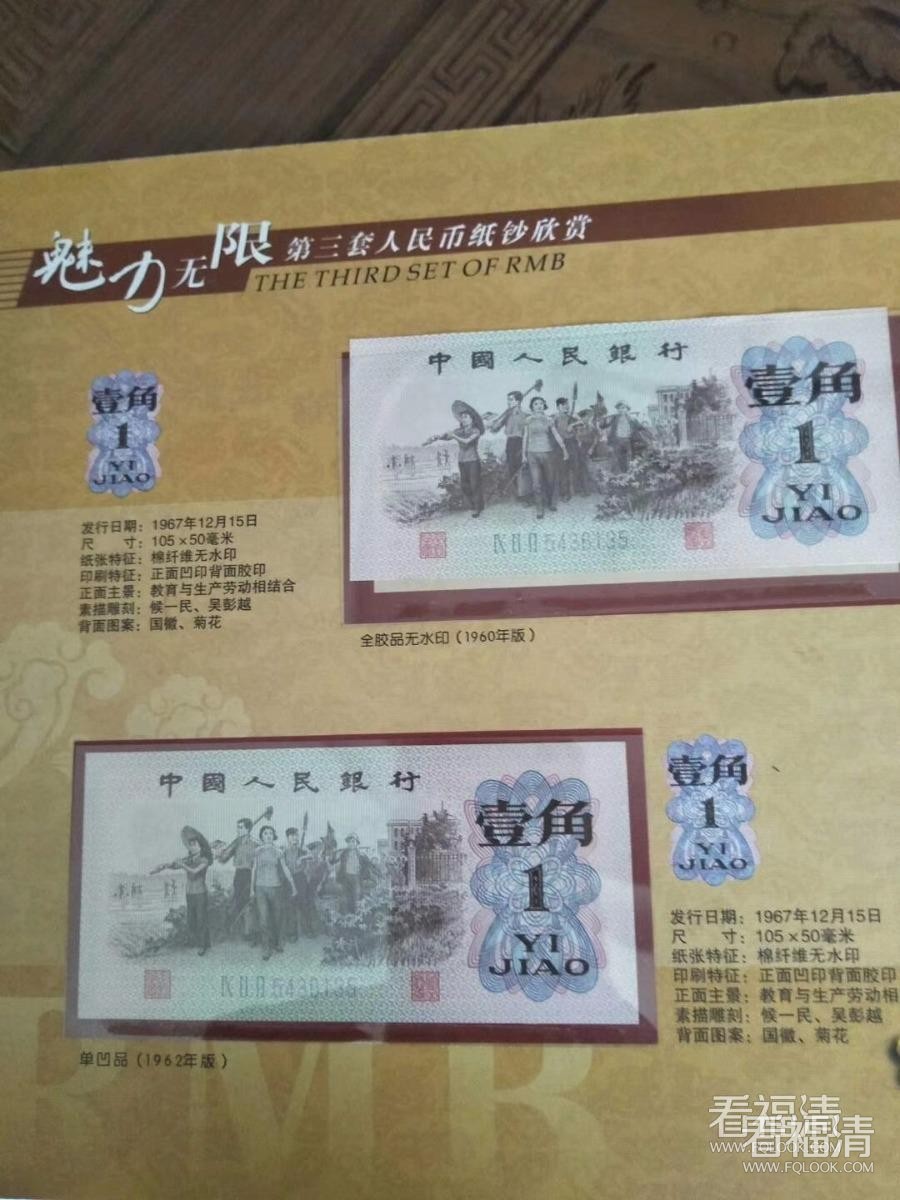 魅力无限 第三套人民币纸钞欣赏
THE THIRD SET OF RMB
壹角
1
YI
JIAO
发行日期：1967年12月15日
尺　　寸：105×50毫米
纸张特征：棉纤维无水印
印刷特征：正面凹印背面胶印
正面主景：教育与生产劳动相结合
素描雕刻：候一民、吴彭越
背面图案：国徽、菊花
中國人民銀行
壹角
1
YI
JIAO
全胶品无水印（1960年版）
中國人民銀行
壹角
1
YI
JIAO
单凹品（1962年版）
壹角
1
YI
JIAO
发行日期：1967年12月15日
尺　　寸：105×50毫米
纸张特征：棉纤维无水印
印刷特征：正面凹印背面胶印
正面主景：教育与生产劳动相
素描雕刻：候一民、吴彭越
背面图案：国徽、菊花
RMB
看福清
WWW.FQLOOK.COM
看福清
WWW.FQLOOK.COM